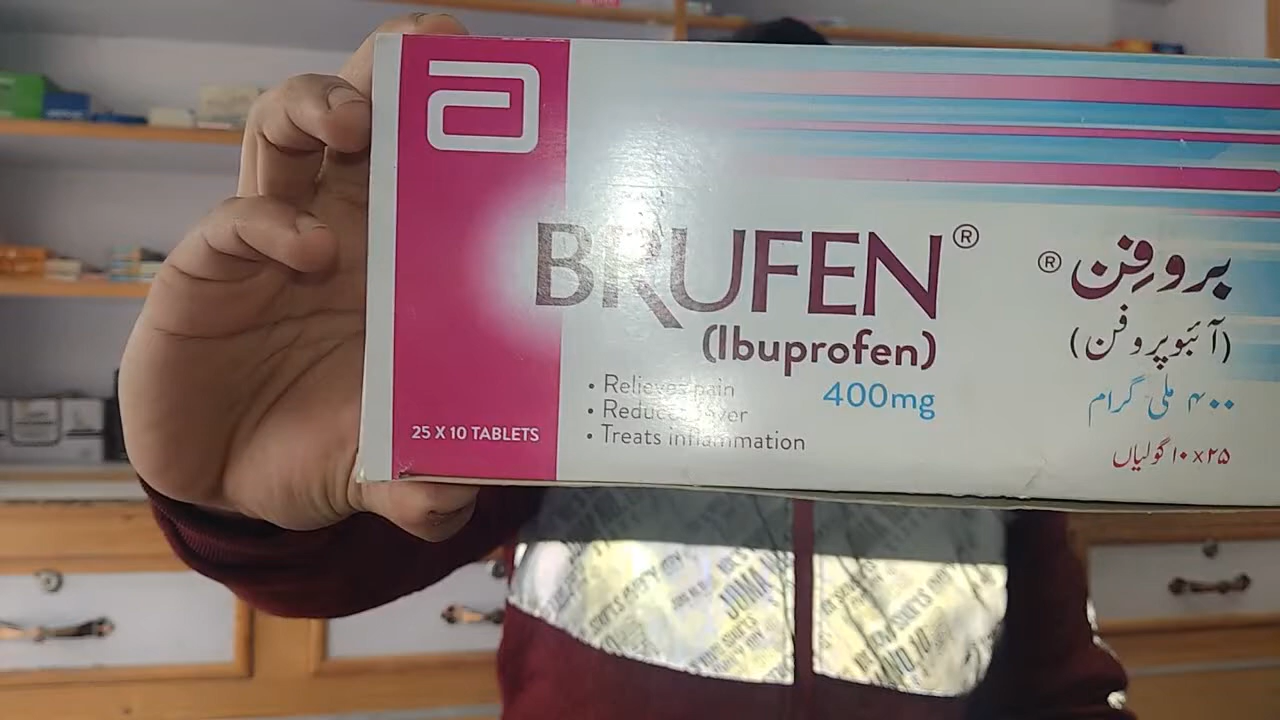 BRUFEN®
(Ibuprofen)
400mg
• Relieves pain
• Reduces fever
• Treats inflammation
25 X 10 TABLETS
بروفن®
(آئبوپروفن)
۴۰۰ ملی گرام
۲۵×۱۰ گولیاں